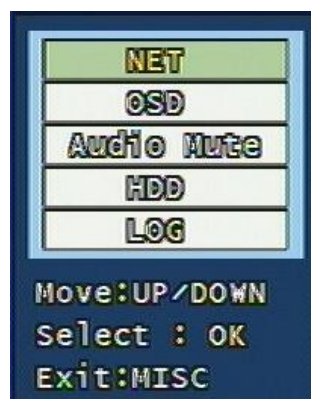 NET
OSD
Audio Mute
HDD
LOG
Move:UP/DOWN
Select : OK
Exit:MISC